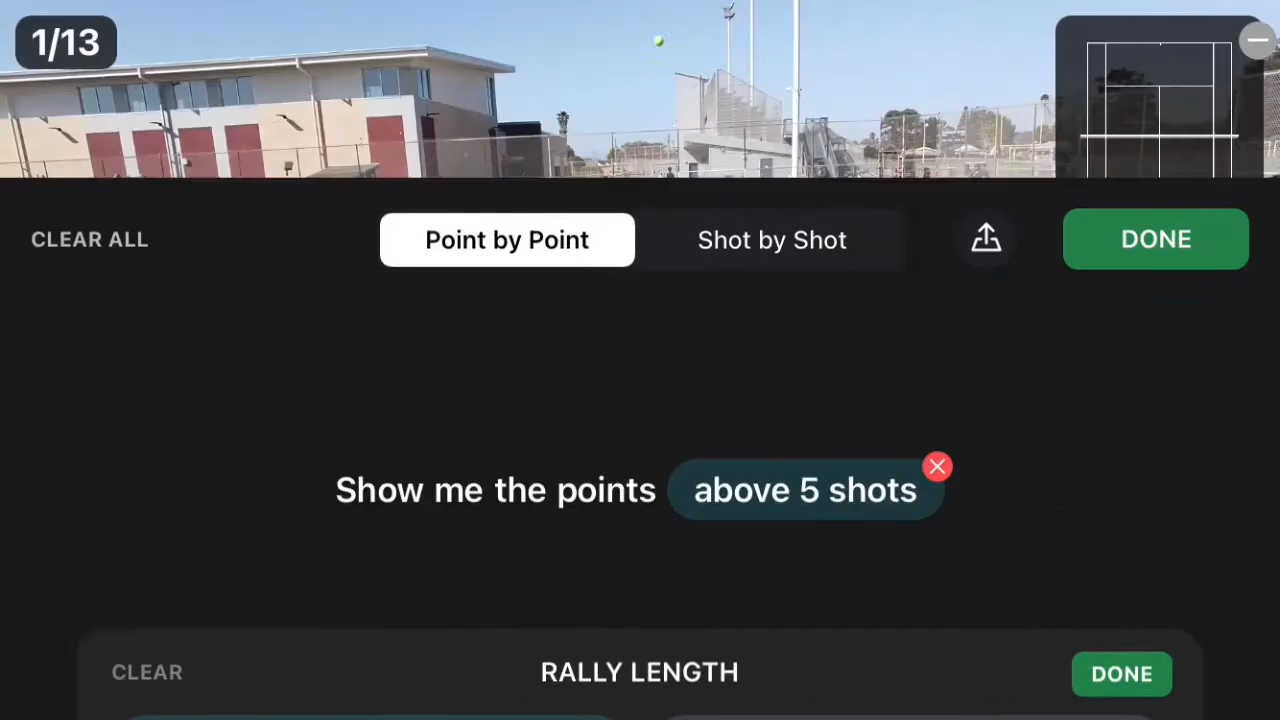 1/13
CLEAR ALL
Point by Point
Shot by Shot
DONE
Show me the points above 5 shots
CLEAR
RALLY LENGTH
DONE